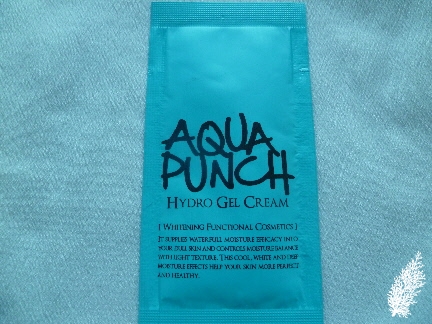 AQUA
PUNCH
HYDRO GEL CREAM
[ WHITENING FUNCTIONAL COSMETICS ]
IT SUPPLIES WATERFULL MOISTURE EFFICACY INTO
YOUR DULL SKIN AND CONTROLS MOISTURE BALANCE
WITH LIGHT TEXTURE. THIS COOL, WHITE AND DEEP
MOISTURE EFFECTS HELP YOUR SKIN MORE PERFECT
AND HEALTHY.